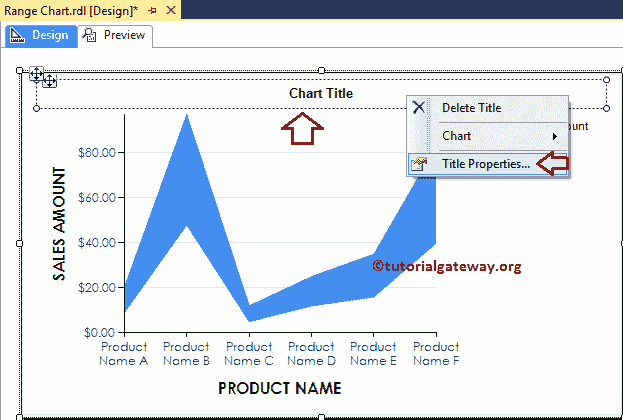 Range Chart.rdl [Design]*
Design Preview
Chart Title
Delete Title
Chart
Title Properties...
$80.00
$60.00
$40.00
$20.00
$0.00
SALES AMOUNT
©tutorialgateway.org
Product Name A
Product Name B
Product Name C
Product Name D
Product Name E
Product Name F
PRODUCT NAME